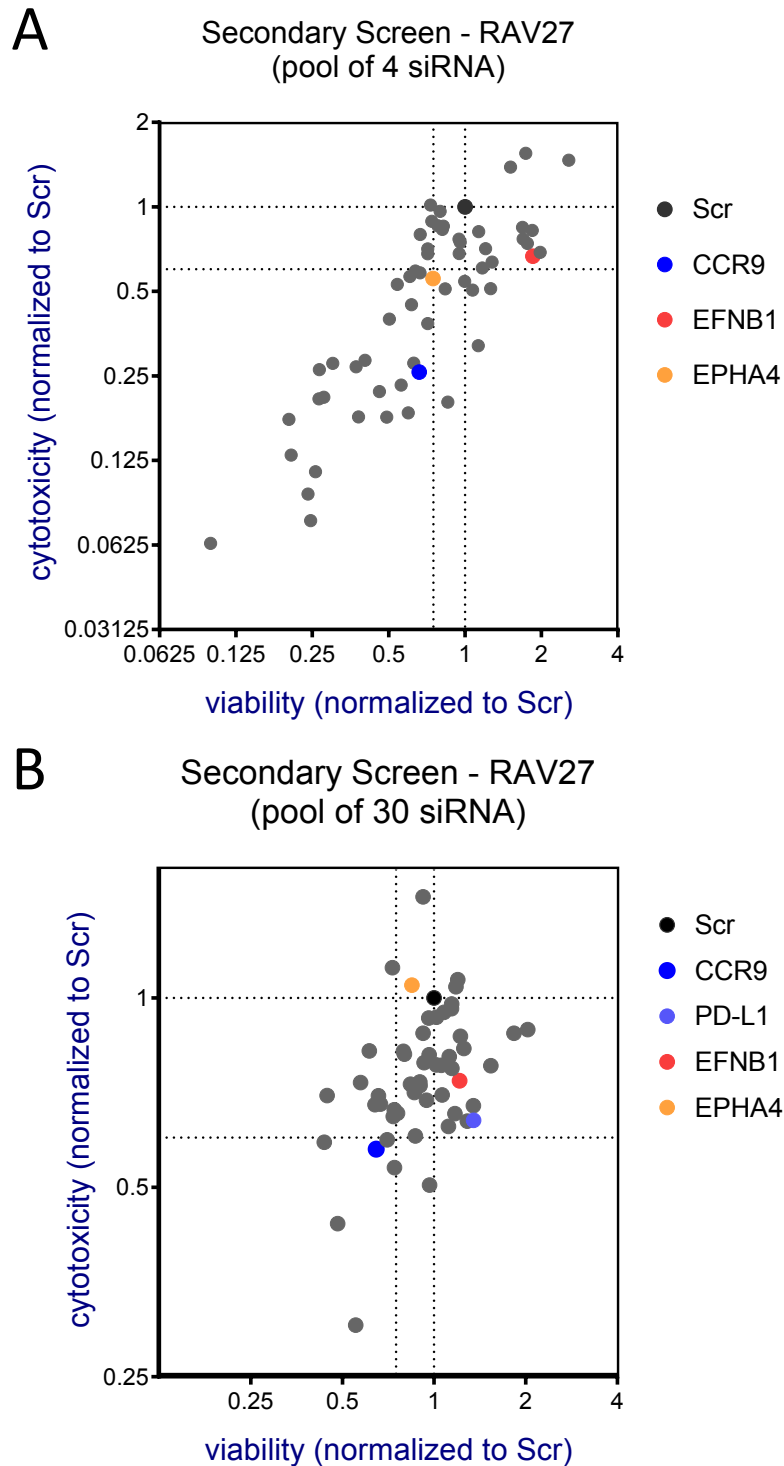 A
Secondary Screen - RAV27
(pool of 4 siRNA)
cytotoxicity (normalized to Scr)
2
1
0.5
0.25
0.125
0.0625
0.03125
0.0625
0.125
0.25
0.5
1
2
4
viability (normalized to Scr)
Scr
CCR9
EFNB1
EPHA4
B
Secondary Screen - RAV27
(pool of 30 siRNA)
cytotoxicity (normalized to Scr)
1
0.5
0.25
0.25
0.5
1
2
4
viability (normalized to Scr)
Scr
CCR9
PD-L1
EFNB1
EPHA4